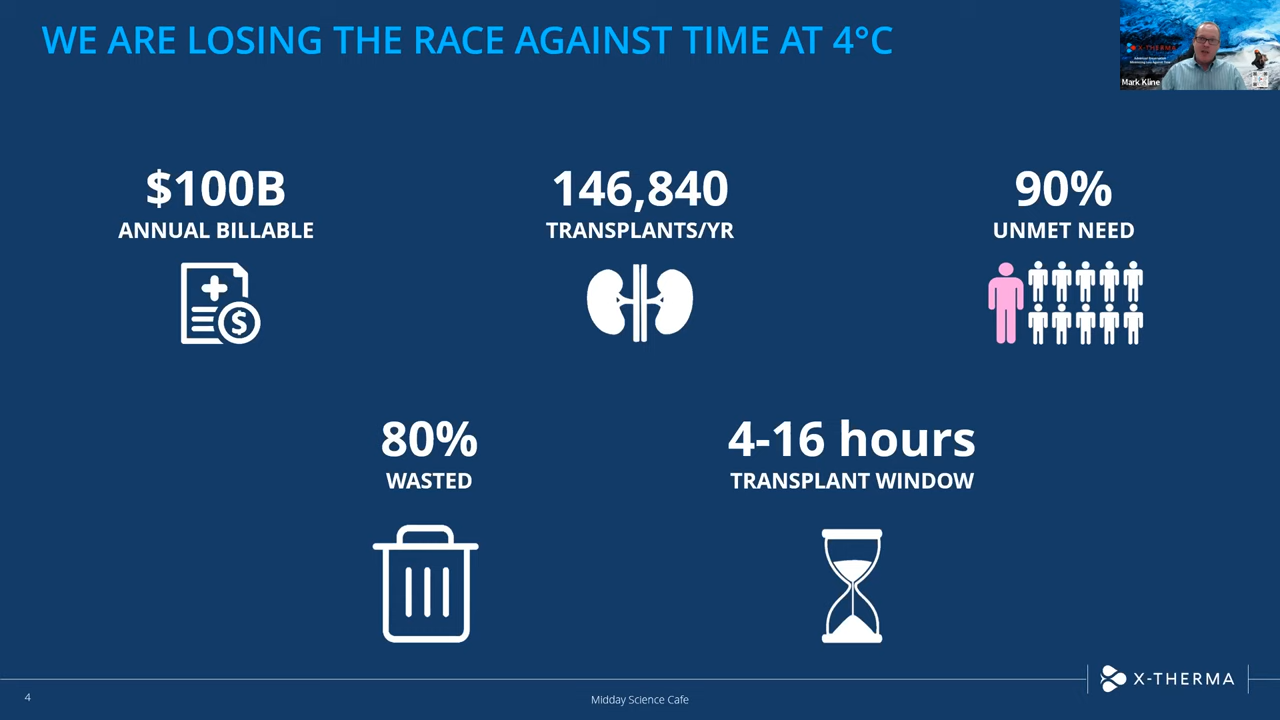 WE ARE LOSING THE RACE AGAINST TIME AT 4°C
X-THERMA
Mark Kline
$100B
ANNUAL BILLABLE
$
146,840
TRANSPLANTS/YR
90%
UNMET NEED
80%
WASTED
4-16 hours
TRANSPLANT WINDOW
4
Midday Science Cafe
X-THERMA